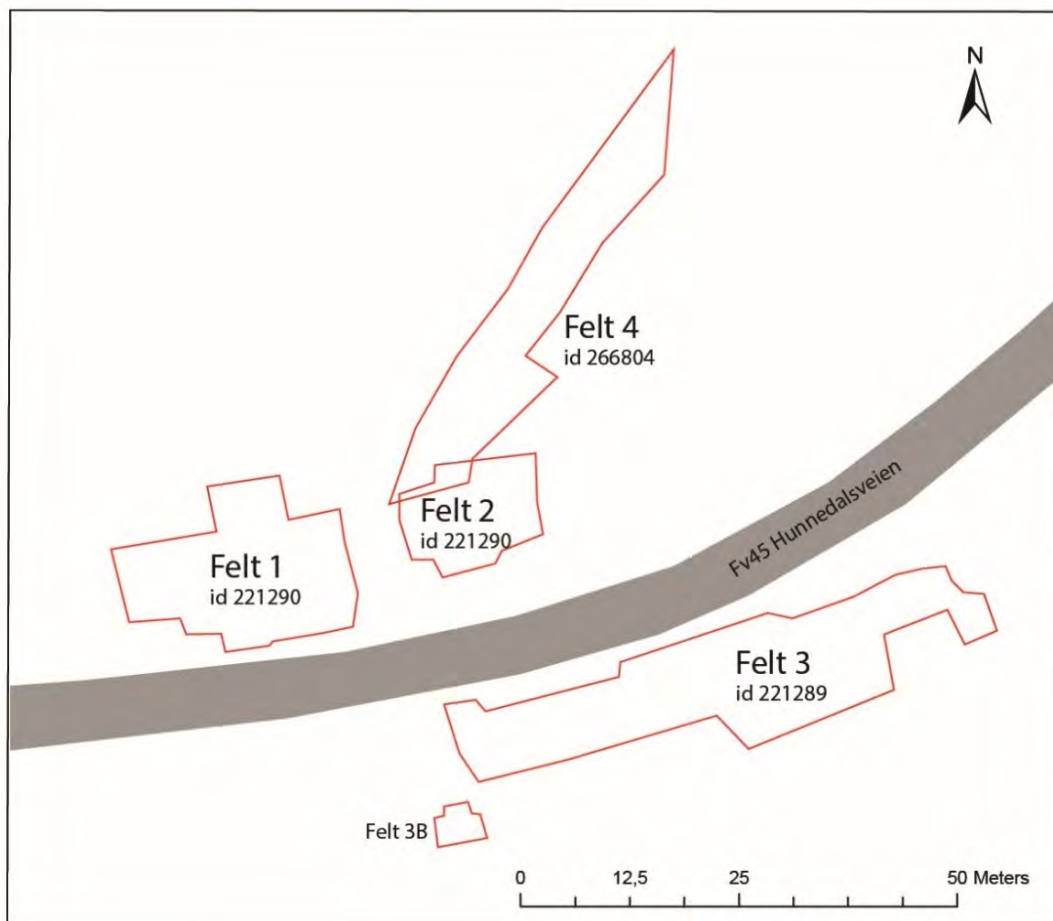 N
Felt 4
id 266804
Felt 2
id 221290
Felt 1
id 221290
Fv45 Hunnedalsveien
Felt 3
id 221289
Felt 3B
0 12,5 25 50 Meters